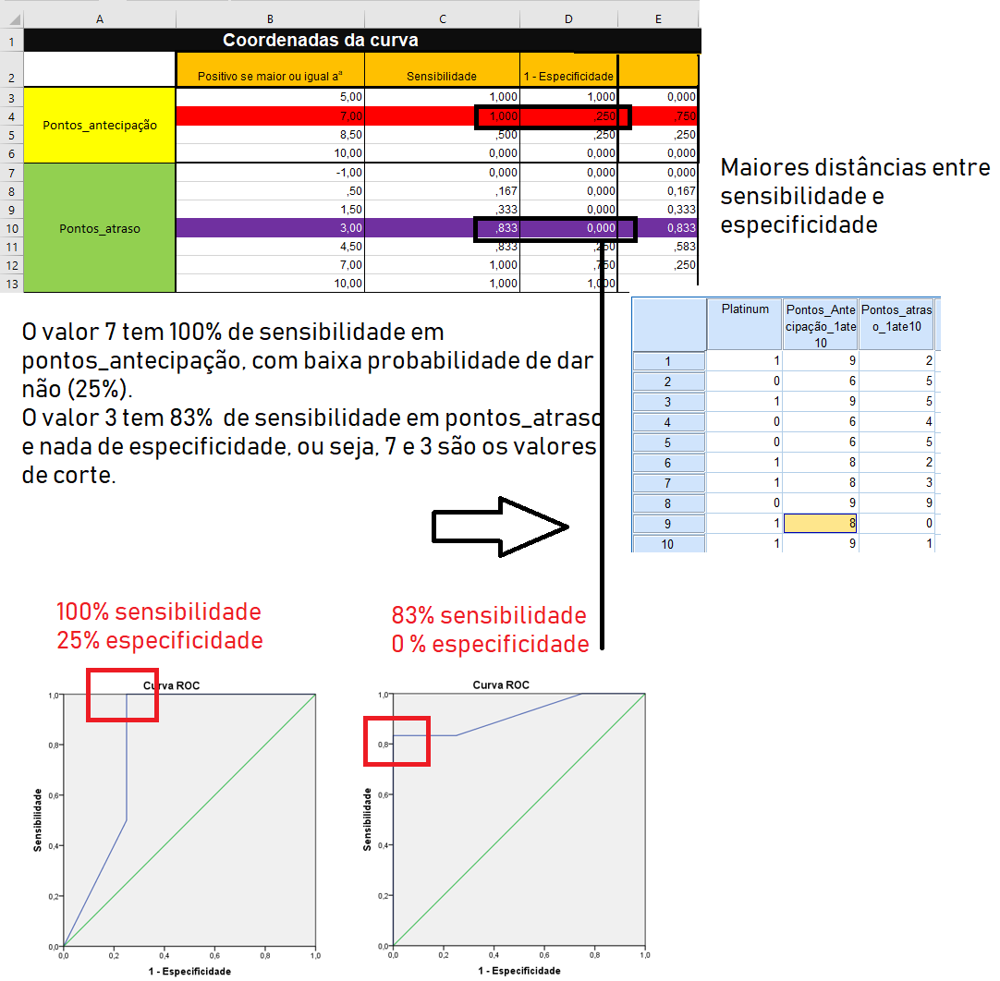 A B C D E
1 Coordenadas da curva
2 Positivo se maior ou igual aª Sensibilidade 1 - Especificidade
3 5,00 1,000 1,000 0,000
4 7,00 1,000 ,250 ,750
Pontos_antecipação
5 8,50 ,500 ,250 ,250
6 10,00 0,000 0,000 0,000
7 -1,00 0,000 0,000 0,000
8 ,50 ,167 0,000 0,167
9 1,50 ,333 0,000 0,333
10 Pontos_atraso 3,00 ,833 0,000 0,833
11 4,50 ,833 ,250 ,583
12 7,00 1,000 ,750 ,250
13 10,00 1,000 1,000
Maiores distâncias entre
sensibilidade e
especificidade
O valor 7 tem 100% de sensibilidade em
pontos_antecipação, com baixa probabilidade de dar
não (25%).
O valor 3 tem 83% de sensibilidade em pontos_atraso
e nada de especificidade, ou seja, 7 e 3 são os valores
de corte.
Platinum Pontos_Ante Pontos_atras
cipação_1ate o_1ate10
10
1 1 9 2
2 0 6 5
3 1 9 5
4 0 6 4
5 0 6 5
6 1 8 2
7 1 8 3
8 0 9 9
9 1 8 0
10 1 9 1
100% sensibilidade
25% especificidade
83% sensibilidade
0 % especificidade
Curva ROC
1,0
0,8
0,6
0,4
0,2
0,0
Sensibilidade
0,0 0,2 0,4 0,6 0,8 1,0
1 - Especificidade
Curva ROC
1,0
0,8
0,6
0,4
0,2
0,0
Sensibilidade
0,0 0,2 0,4 0,6 0,8 1,0
1 - Especificidade